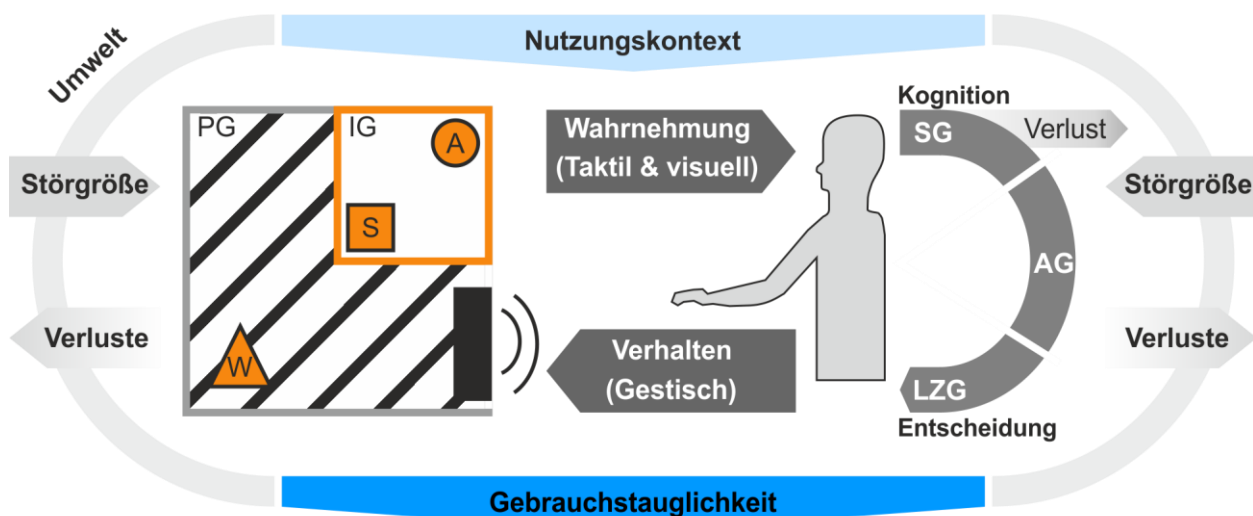 Umwelt
Nutzungskontext
PG
IG
A
S
W
Wahrnehmung
(Taktil & visuell)
Verhalten
(Gestisch)
Kognition
SG
Verlust
AG
LZG
Entscheidung
Störgröße
Verluste
Störgröße
Verluste
Gebrauchstauglichkeit